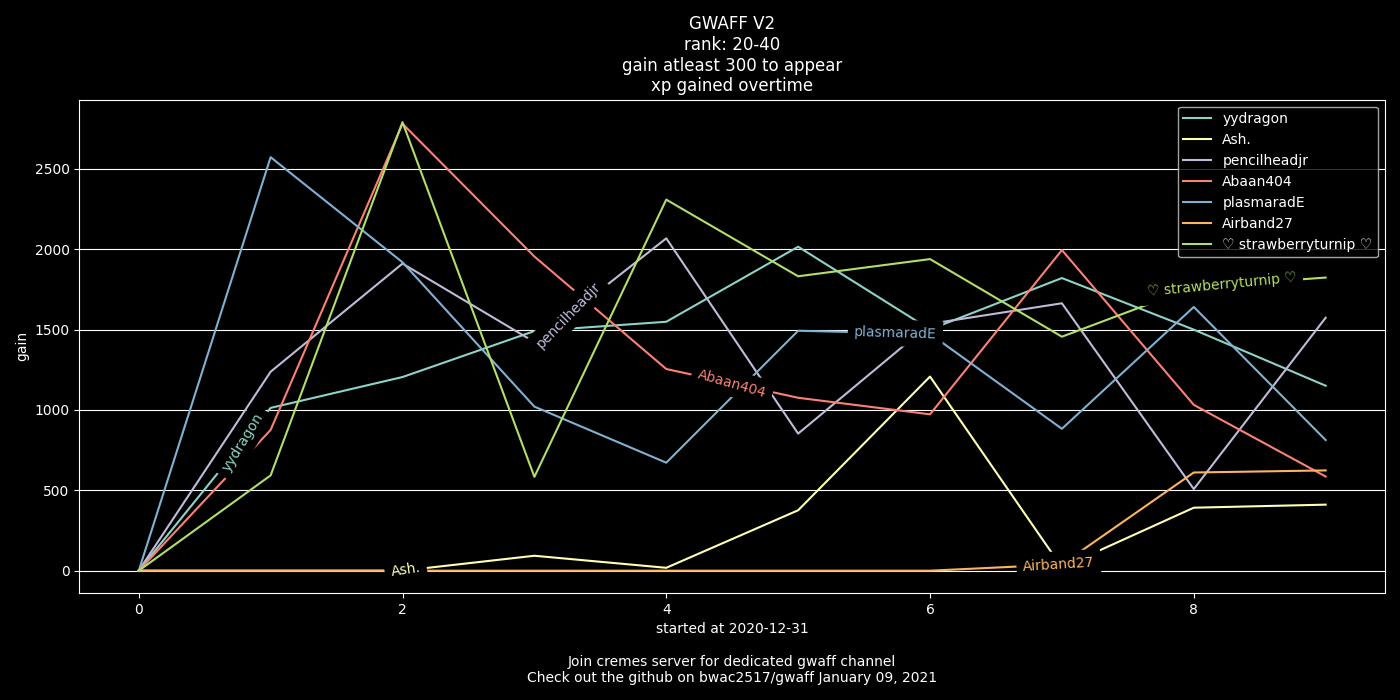 GWAFF V2
rank: 20-40
gain atleast 300 to appear
xp gained overtime
yydragon
Ash.
pencilheadjr
Abaan404
plasmaradE
Airband27
♡ strawberryturnip ♡
gain
2500
2000
1500
1000
500
0
yydragon
Ash.
pencilheadjr
Abaan404
plasmaradE
Airband27
♡ strawberryturnip ♡
0 2 4 6 8
started at 2020-12-31
Join cremes server for dedicated gwaff channel
Check out the github on bwac2517/gwaff January 09, 2021